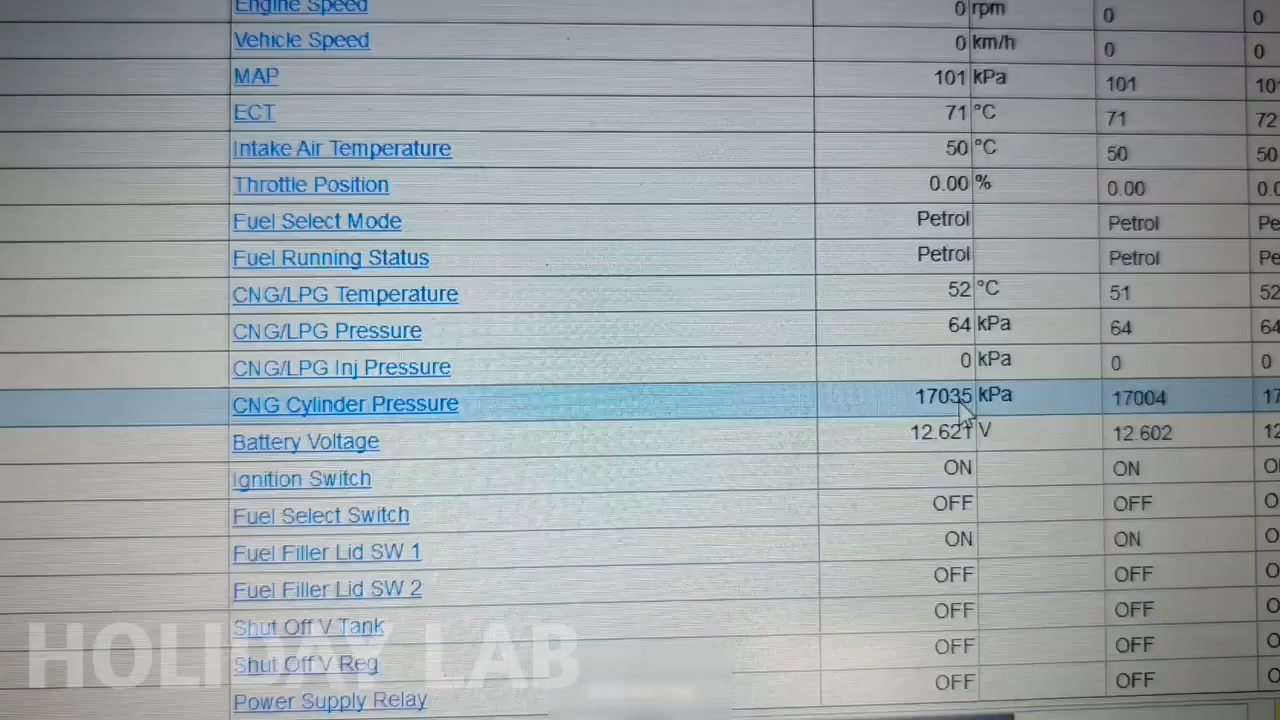 Engine Speed 0 rpm 0 0
Vehicle Speed 0 km/h 0 0
MAP 101 kPa 101
ECT 71 °C 71 72
Intake Air Temperature 50 °C 50 50
Throttle Position 0.00 % 0.00
Fuel Select Mode Petrol Petrol
Fuel Running Status Petrol Petrol
CNG/LPG Temperature 52 °C 51 52
CNG/LPG Pressure 64 kPa 64 64
CNG/LPG Inj Pressure 0 kPa 0 0
CNG Cylinder Pressure 17035 kPa 17004
Battery Voltage 12.621 V 12.602
Ignition Switch ON ON
Fuel Select Switch OFF OFF
Fuel Filler Lid SW 1 ON ON
Fuel Filler Lid SW 2 OFF OFF
Shut Off V Tank OFF OFF
Shut Off V Reg OFF OFF
Power Supply Relay OFF OFF
HOLIDAY LAB